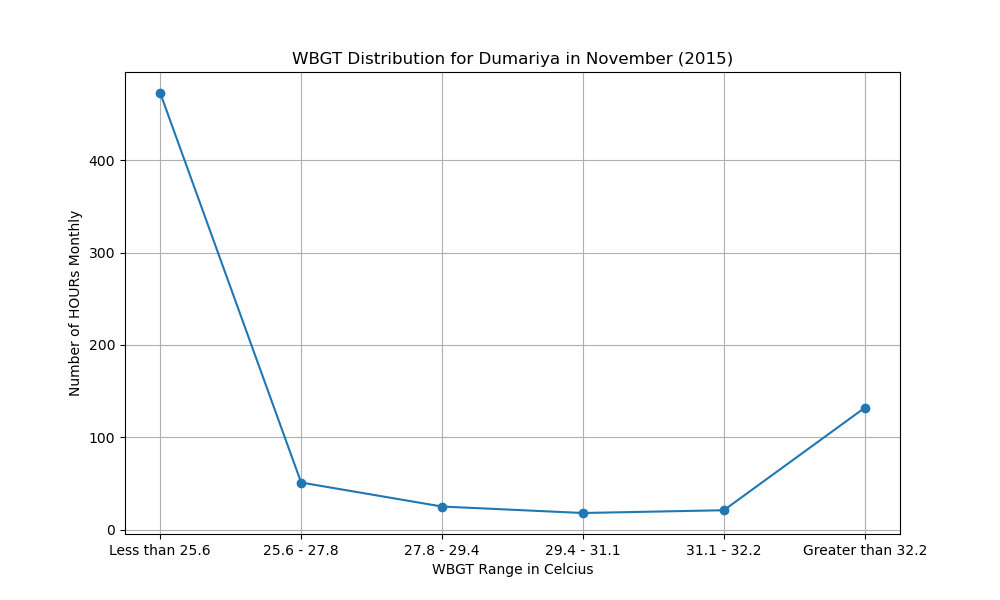 WBGT Distribution for Dumariya in November (2015)
Number of HOURs Monthly
400
300
200
100
0
Less than 25.6
25.6 - 27.8
27.8 - 29.4
29.4 - 31.1
31.1 - 32.2
Greater than 32.2
WBGT Range in Celcius